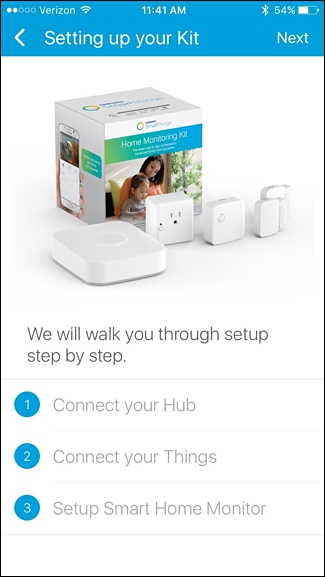 Verizon 11:41 AM 54%
Setting up your Kit Next
SmartThings
Home Monitoring Kit
We will walk you through setup
step by step.
1 Connect your Hub
2 Connect your Things
3 Setup Smart Home Monitor